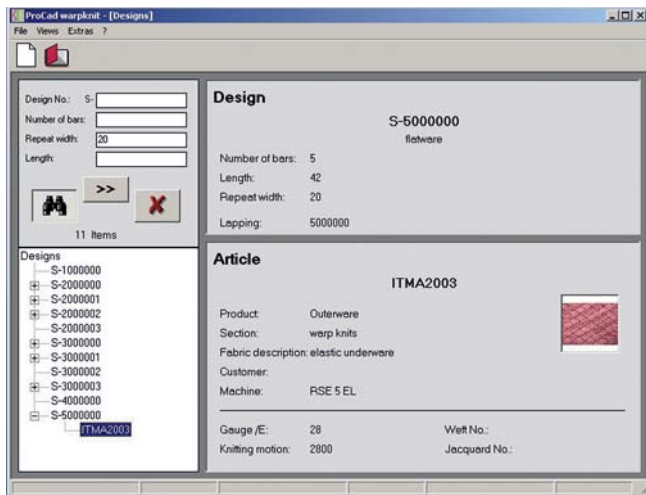 ProCad warpknit - [Designs]
File Views Extras ?
Design No.: S-
Number of bars:
Repeat width: 20
Length:
>>
11 Items
Designs
S-1000000
S-2000000
S-2000001
S-2000002
S-2000003
S-3000000
S-3000001
S-3000002
S-3000003
S-4000000
S-5000000
ITMA2003
Design
S-5000000
flatware
Number of bars: 5
Length: 42
Repeat width: 20
Lapping: 5000000
Article
ITMA2003
Product: Outerware
Section: warp knits
Fabric description: elastic underware
Customer:
Machine: RSE 5 EL
Gauge /E: 28 Weft No.:
Knitting motion: 2800 Jacquard No.: